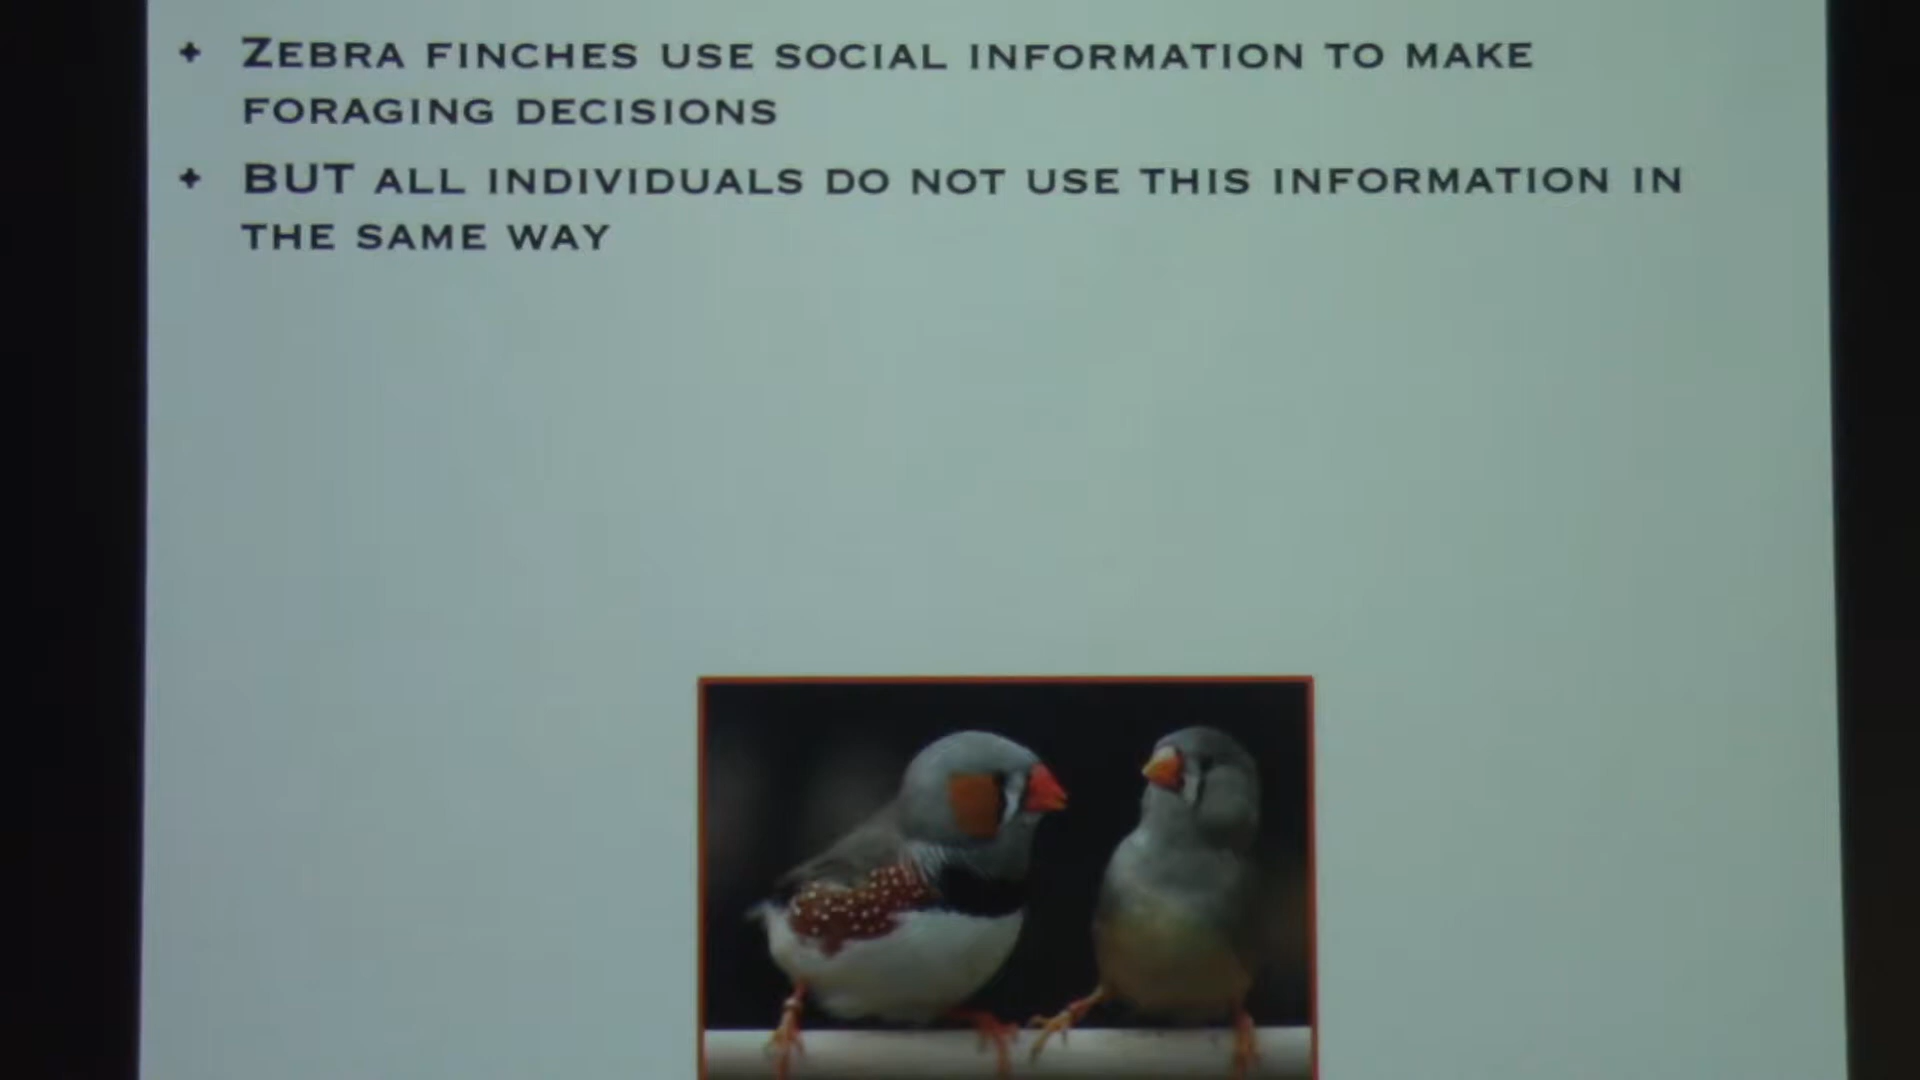 ✦ ZEBRA FINCHES USE SOCIAL INFORMATION TO MAKE
FORAGING DECISIONS
✦ BUT ALL INDIVIDUALS DO NOT USE THIS INFORMATION IN
THE SAME WAY